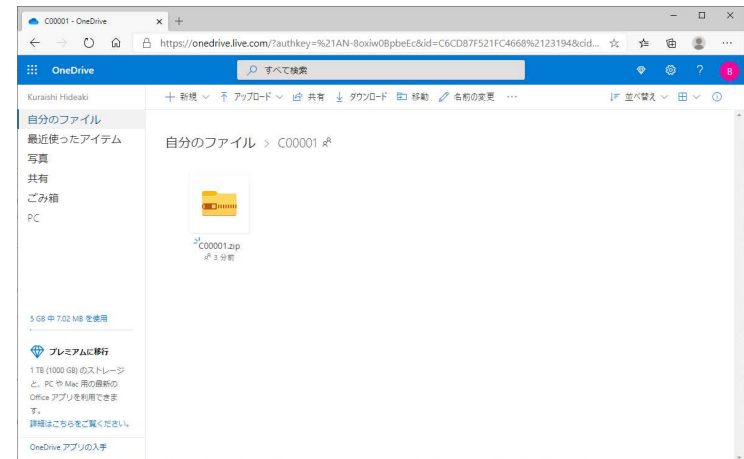 C00001 - OneDrive
https://onedrive.live.com/?authkey=%21AN-8oxiw0BpbeEc&id=C6CD87F521FC4668%2123194&cid...
OneDrive
すべて検索
?
B
Kuraishi Hideaki
新規
アップロード
共有
ダウンロード
移動
名前の変更
...
並べ替え
自分のファイル
最近使ったアイテム
写真
共有
ごみ箱
PC
自分のファイル > C00001
C00001.zip
3 分前
5 GB 中 7.02 MB を使用
プレミアムに移行
1 TB (1000 GB) のストレージ
と、PC や Mac 用の最新の
Office アプリを利用できま
す。
詳細はこちらをご覧ください。
OneDrive アプリの入手